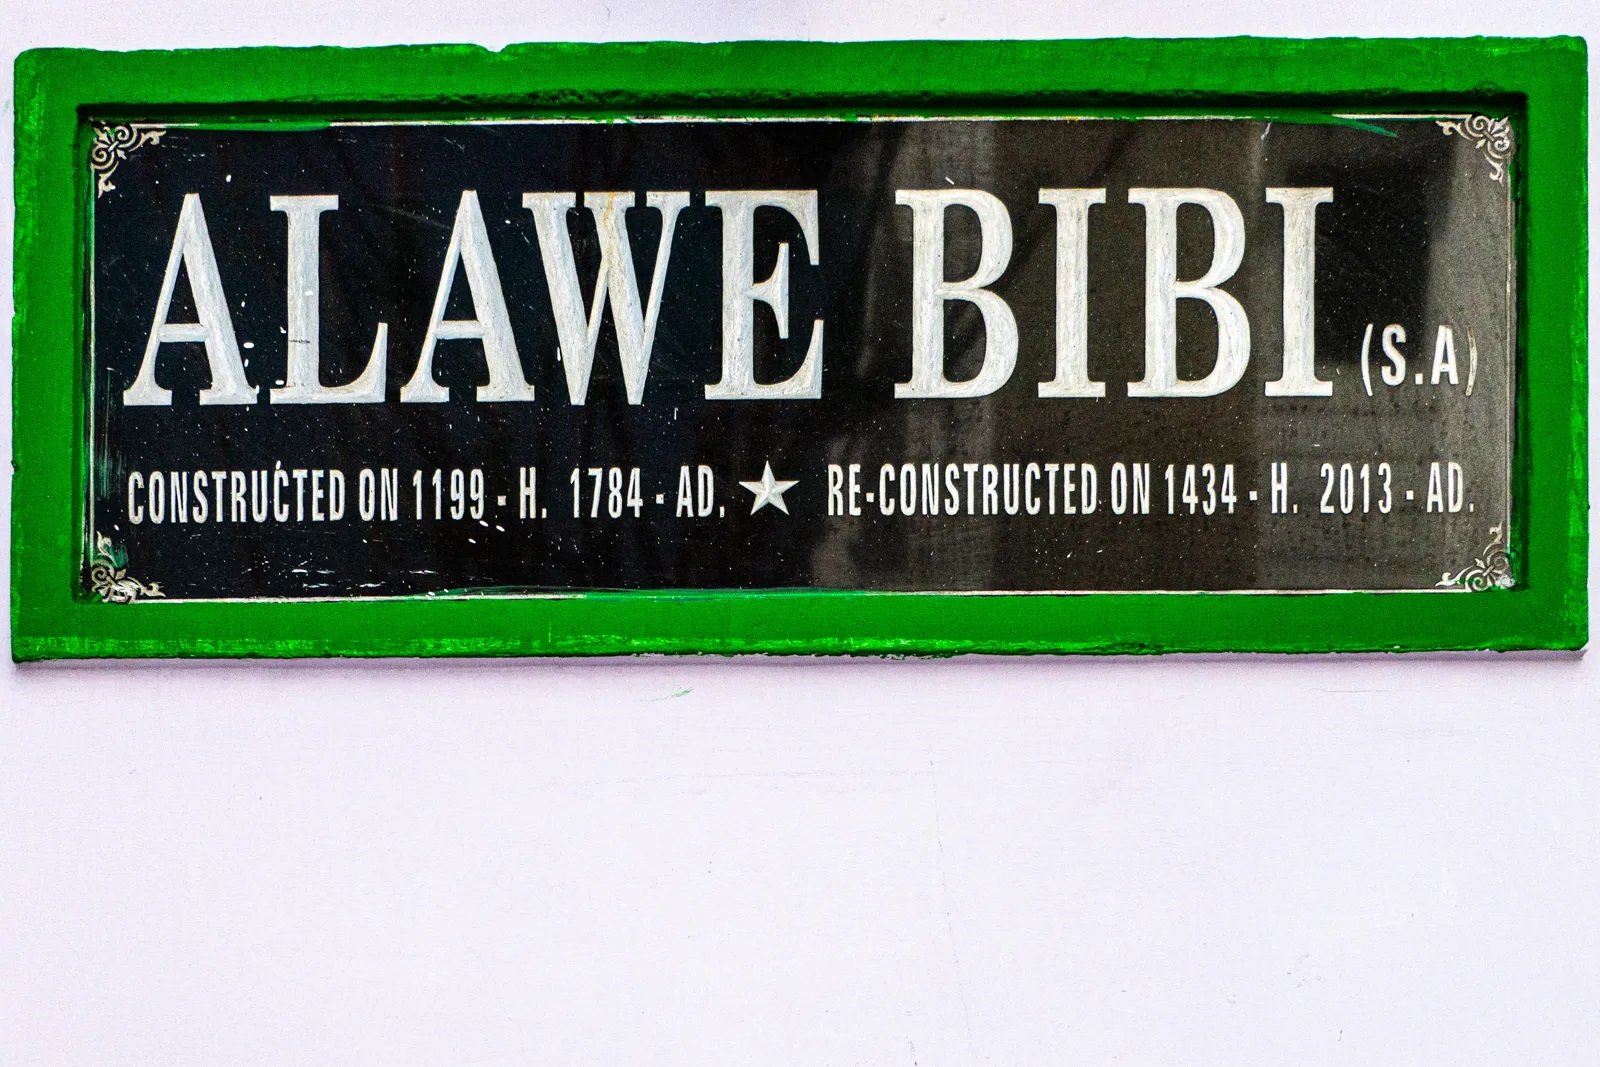 ALAWE BIBI (S.A)
CONSTRUCTED ON 1199 - H. 1784 - AD. ★ RE-CONSTRUCTED ON 1434 - H. 2013 - AD.